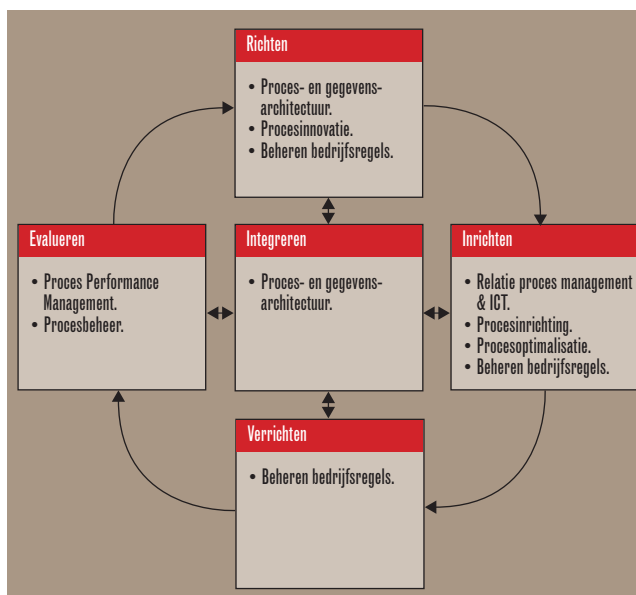 Richten
• Proces- en gegevens-
architectuur.
• Procesinnovatie.
• Beheren bedrijfsregels.
Evalueren
• Proces Performance
Management.
• Procesbeheer.
Integreren
• Proces- en gegevens-
architectuur.
Inrichten
• Relatie proces management
& ICT.
• Procesinrichting.
• Procesoptimalisatie.
• Beheren bedrijfsregels.
Verrichten
• Beheren bedrijfsregels.